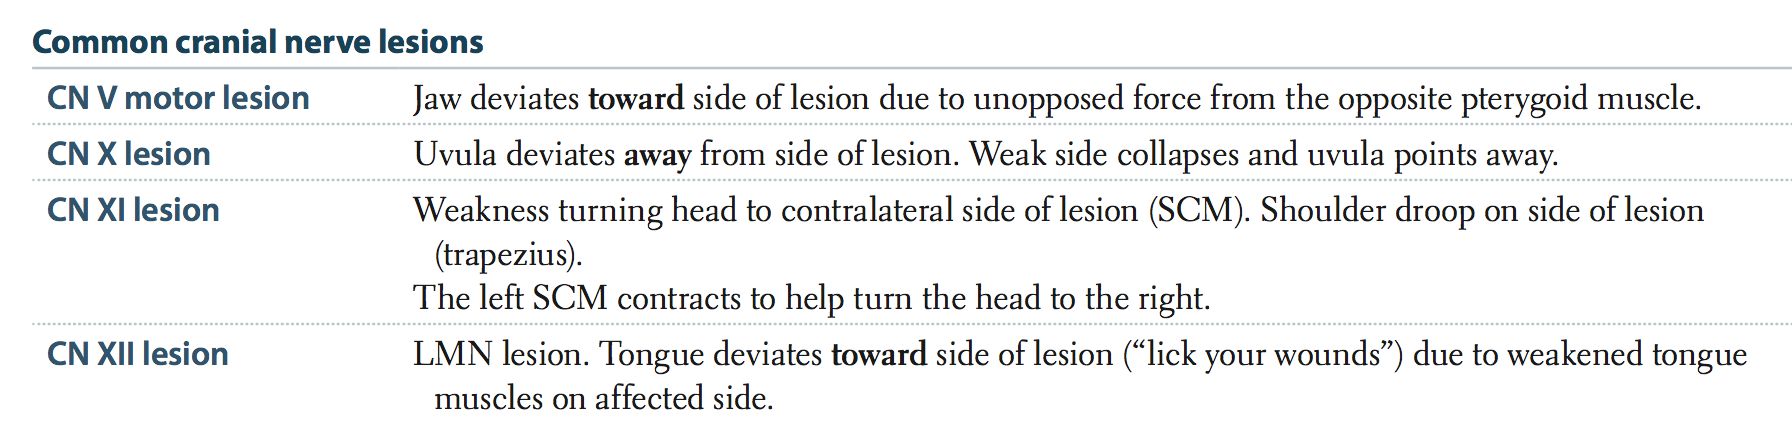 Common cranial nerve lesions
CN V motor lesion Jaw deviates toward side of lesion due to unopposed force from the opposite pterygoid muscle.
CN X lesion Uvula deviates away from side of lesion. Weak side collapses and uvula points away.
CN XI lesion Weakness turning head to contralateral side of lesion (SCM). Shoulder droop on side of lesion
(trapezius).
The left SCM contracts to help turn the head to the right.
CN XII lesion LMN lesion. Tongue deviates toward side of lesion (“lick your wounds”) due to weakened tongue
muscles on affected side.